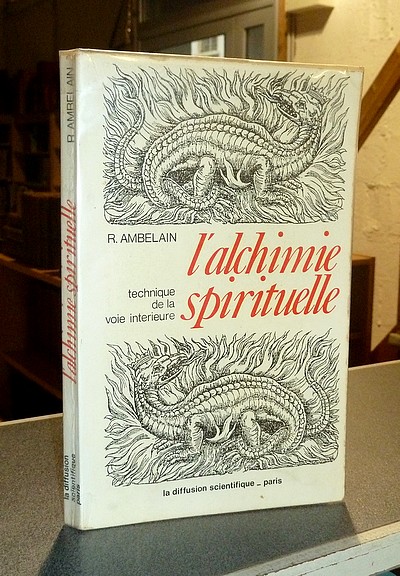 R. AMBELAIN
l'alchimie
spirituelle
technique
de la
voie interieure
la diffusion scientifique _ paris
R. AMBELAIN
l'alchimie spirituelle
la diffusion
scientifique
paris